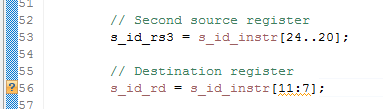 51
52 // Second source register
53 s_id_rs3 = s_id_instr[24..20];
54
55 // Destination register
?56 s_id_rd = s_id_instr[11:7];
57